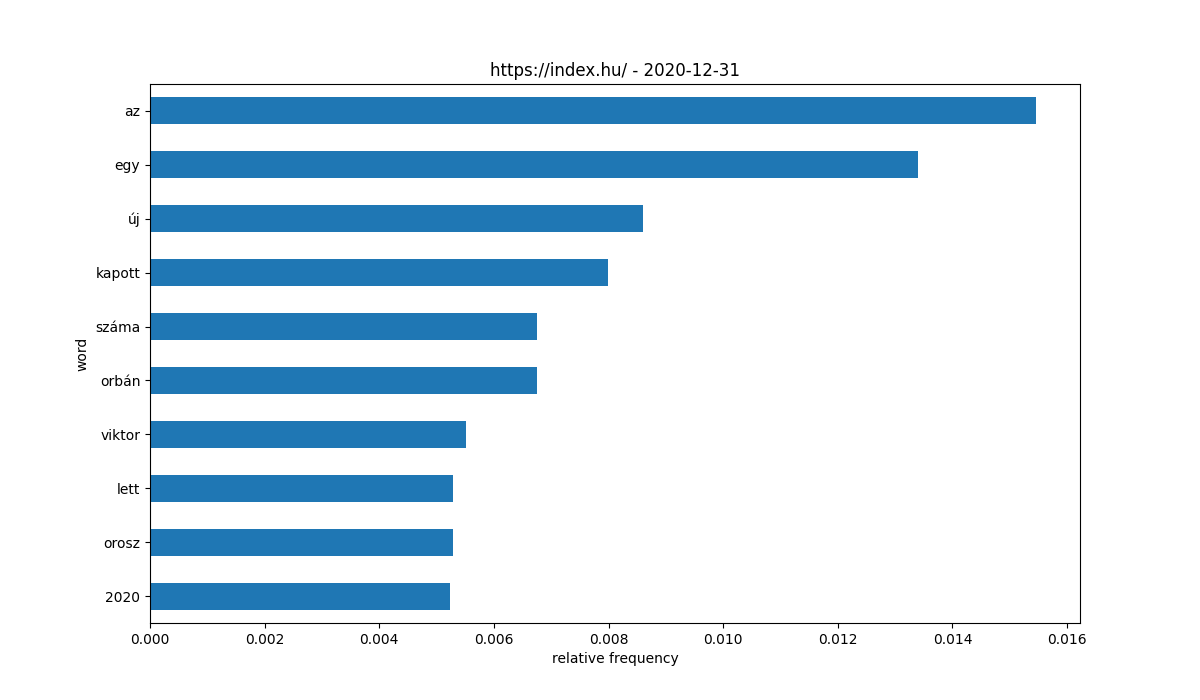 https://index.hu/ - 2020-12-31
az
egy
új
kapott
száma
orbán
viktor
lett
orosz
2020
word
0.000 0.002 0.004 0.006 0.008 0.010 0.012 0.014 0.016
relative frequency